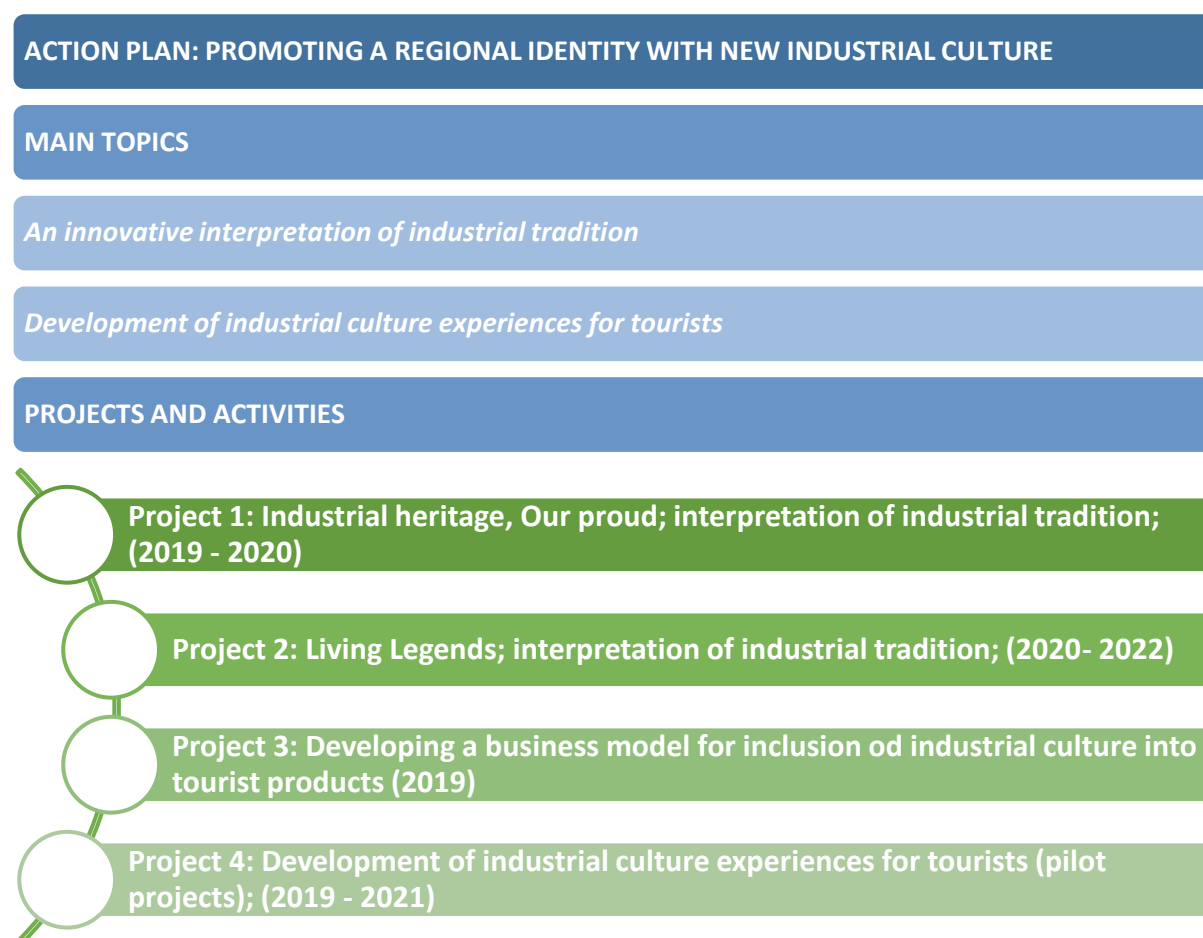 ACTION PLAN: PROMOTING A REGIONAL IDENTITY WITH NEW INDUSTRIAL CULTURE
MAIN TOPICS
An innovative interpretation of industrial tradition
Development of industrial culture experiences for tourists
PROJECTS AND ACTIVITIES
Project 1: Industrial heritage, Our proud; interpretation of industrial tradition;
(2019 - 2020)
Project 2: Living Legends; interpretation of industrial tradition; (2020- 2022)
Project 3: Developing a business model for inclusion od industrial culture into
tourist products (2019)
Project 4: Development of industrial culture experiences for tourists (pilot
projects); (2019 - 2021)